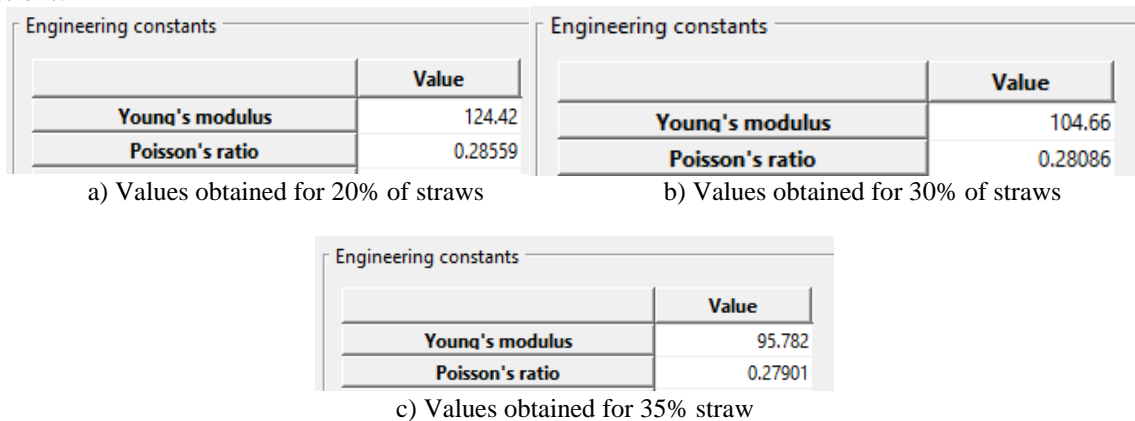 Engineering constants
Value
Young's modulus 124.42
Poisson's ratio 0.28559
a) Values obtained for 20% of straws
Engineering constants
Value
Young's modulus 104.66
Poisson's ratio 0.28086
b) Values obtained for 30% of straws
Engineering constants
Value
Young's modulus 95.782
Poisson's ratio 0.27901
c) Values obtained for 35% straw